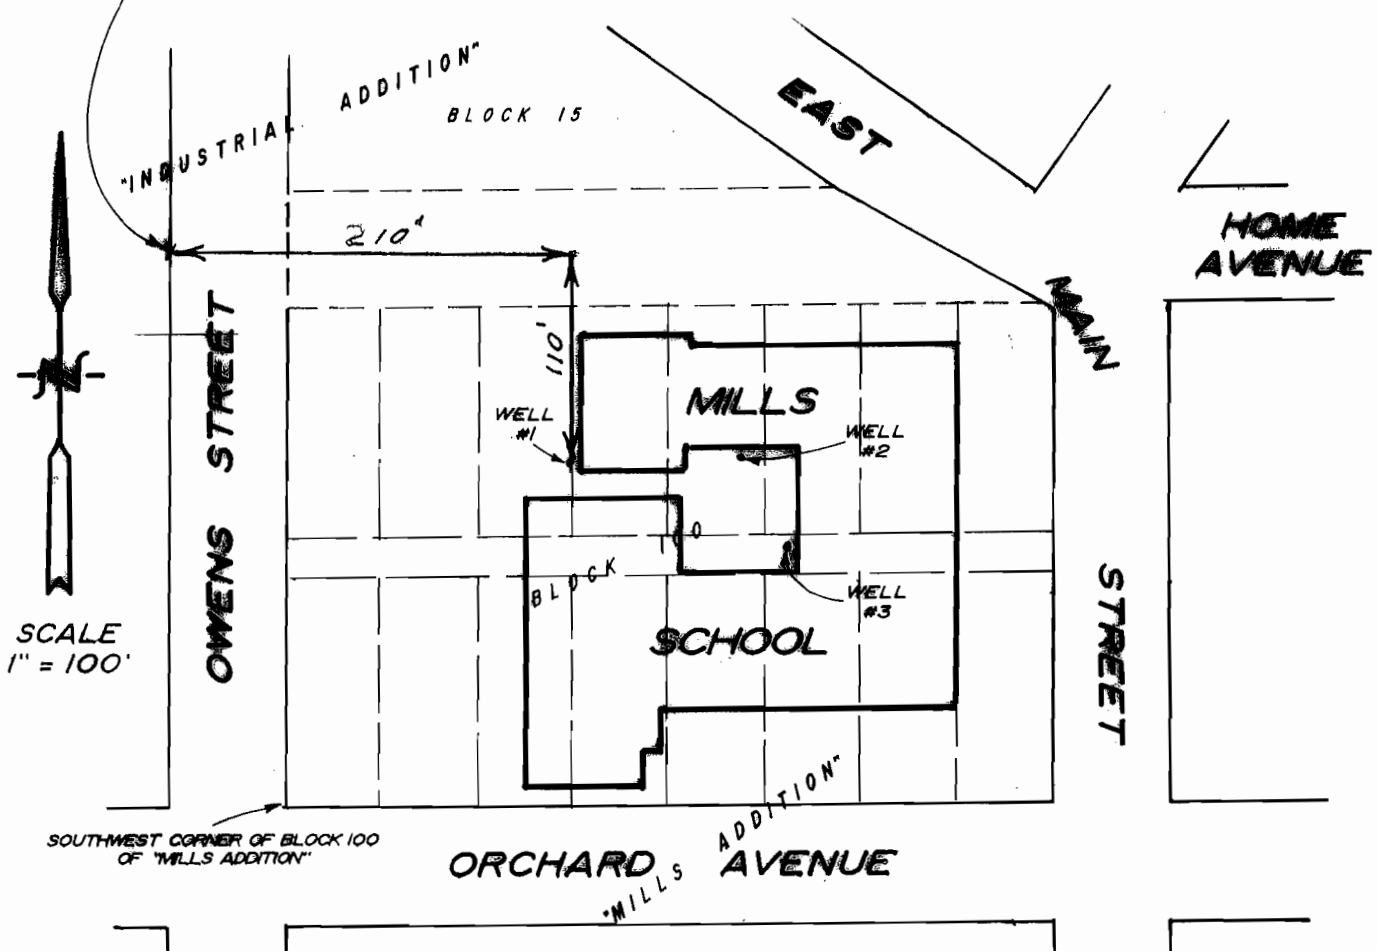 "INDUSTRIAL ADDITION"
BLOCK 15
EAST
HOME
AVENUE
210'
110'
MAIN
STREET
OWENS STREET
N
MILLS
WELL
#1
WELL
#2
BLOCK 100
WELL
#3
SCHOOL
SCALE
1" = 100'
SOUTHWEST CORNER OF BLOCK 100
OF "MILLS ADDITION"
ORCHARD AVENUE
"MILLS ADDITION"